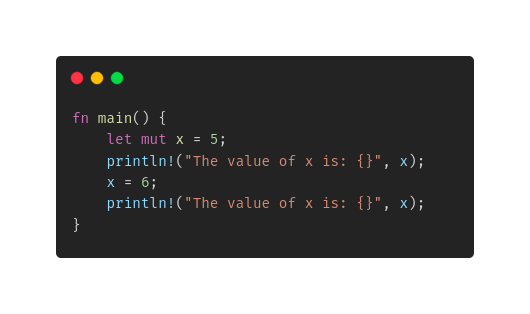 fn main() {
    let mut x = 5;
    println!("The value of x is: {}", x);
    x = 6;
    println!("The value of x is: {}", x);
}